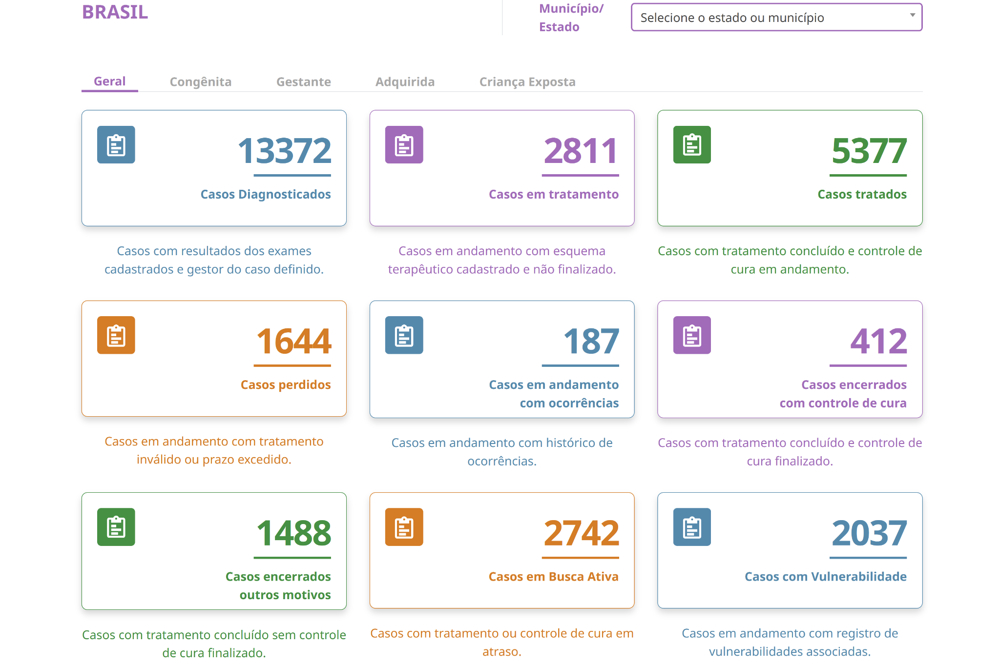 BRASIL
Município/
Estado
Selecione o estado ou município
Geral
Congênita
Gestante
Adquirida
Criança Exposta
13372
Casos Diagnosticados
Casos com resultados dos exames
cadastrados e gestor do caso definido.
2811
Casos em tratamento
Casos em andamento com esquema
terapêutico cadastrado e não finalizado.
5377
Casos tratados
Casos com tratamento concluído e controle de
cura em andamento.
1644
Casos perdidos
Casos em andamento com tratamento
inválido ou prazo excedido.
187
Casos em andamento
com ocorrências
Casos em andamento com histórico de
ocorrências.
412
Casos encerrados
com controle de cura
Casos com tratamento concluído e controle de
cura finalizado.
1488
Casos encerrados
outros motivos
Casos com tratamento concluído sem controle
de cura finalizado.
2742
Casos em Busca Ativa
Casos com tratamento ou controle de cura em
atraso.
2037
Casos com Vulnerabilidade
Casos em andamento com registro de
vulnerabilidades associadas.